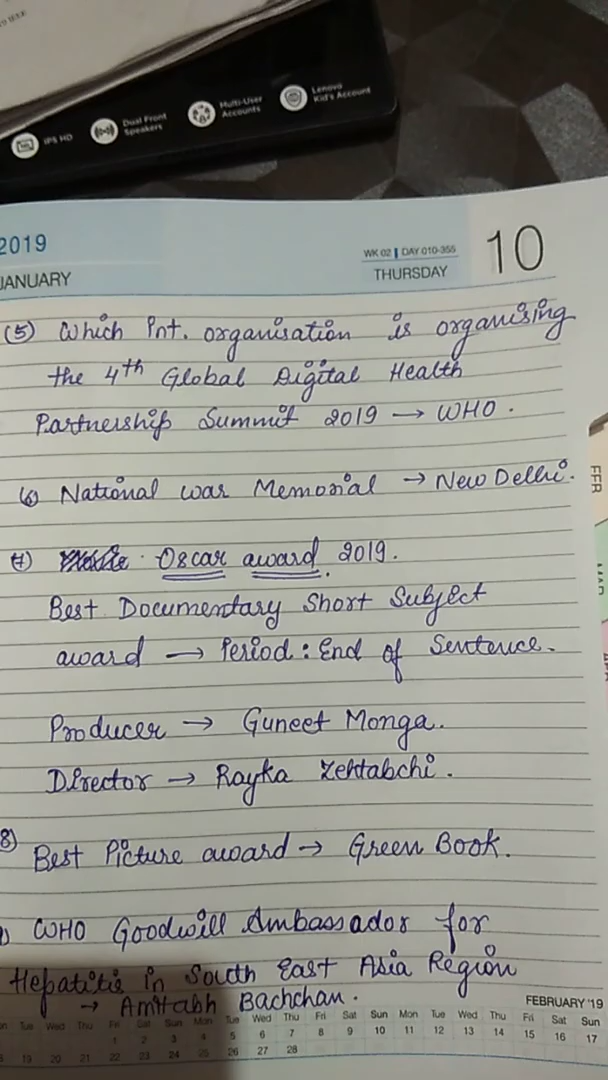 IPS HD
Dual Front
Speakers
Multi-User
Accounts
Lenovo
Kid's Account
2019
JANUARY
WK 02 | DAY 010-355
THURSDAY
10
(5) Which Int. organisation is organising
the 4th Global Digital Health
Partnership Summit 2019 → WHO.
(6) National war Memorial → New Delhi.
(7) Oscar award 2019.
Best Documentary Short Subject
award → Period : End of Sentence.
Producer → Guneet Monga.
Director → Rayka Zehtabchi.
8) Best Picture award → Green Book.
) WHO Goodwill Ambassador for
Hepatitis in South East Asia Region
→ Amitabh Bachchan.
FEBRUARY '19
Tue Wed Thu Fri Sat Sun Mon Tue Wed Thu Fri Sat Sun Mon Tue Wed Thu Fri Sat Sun
1 2 3 4 5 6 7 8 9 10 11 12 13 14 15 16 17
19 20 21 22 23 24 25 26 27 28